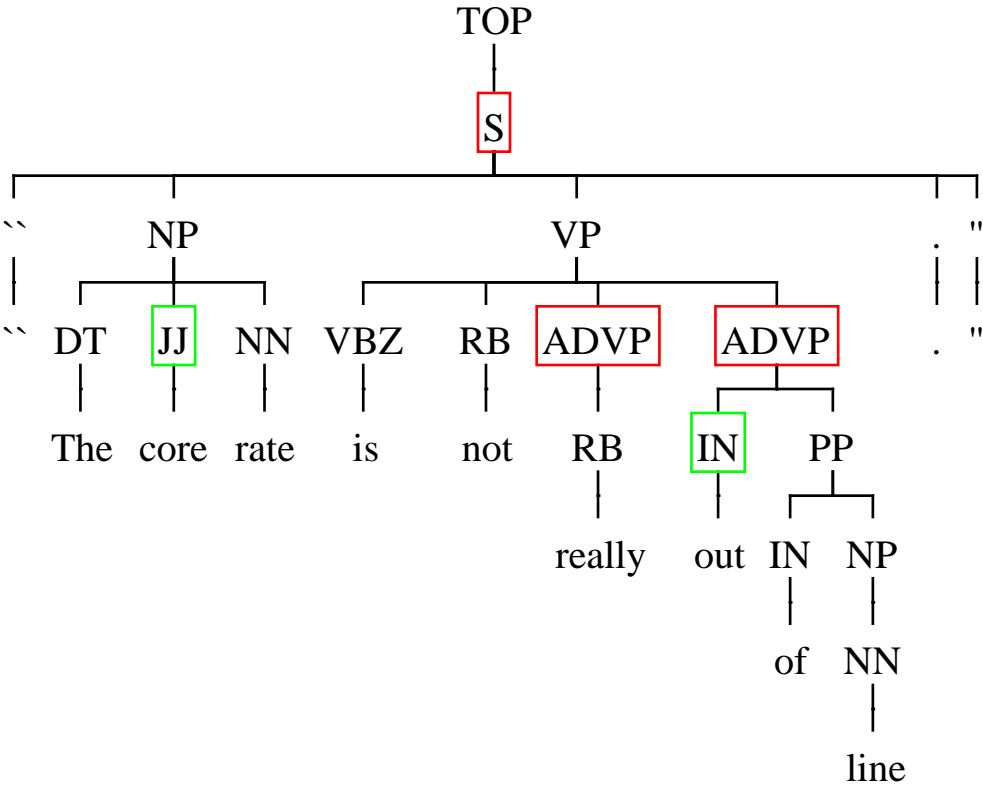 TOP
S
`` NP VP . "
`` DT JJ NN VBZ RB ADVP ADVP . "
The core rate is not RB IN PP
really out IN NP
of NN
line